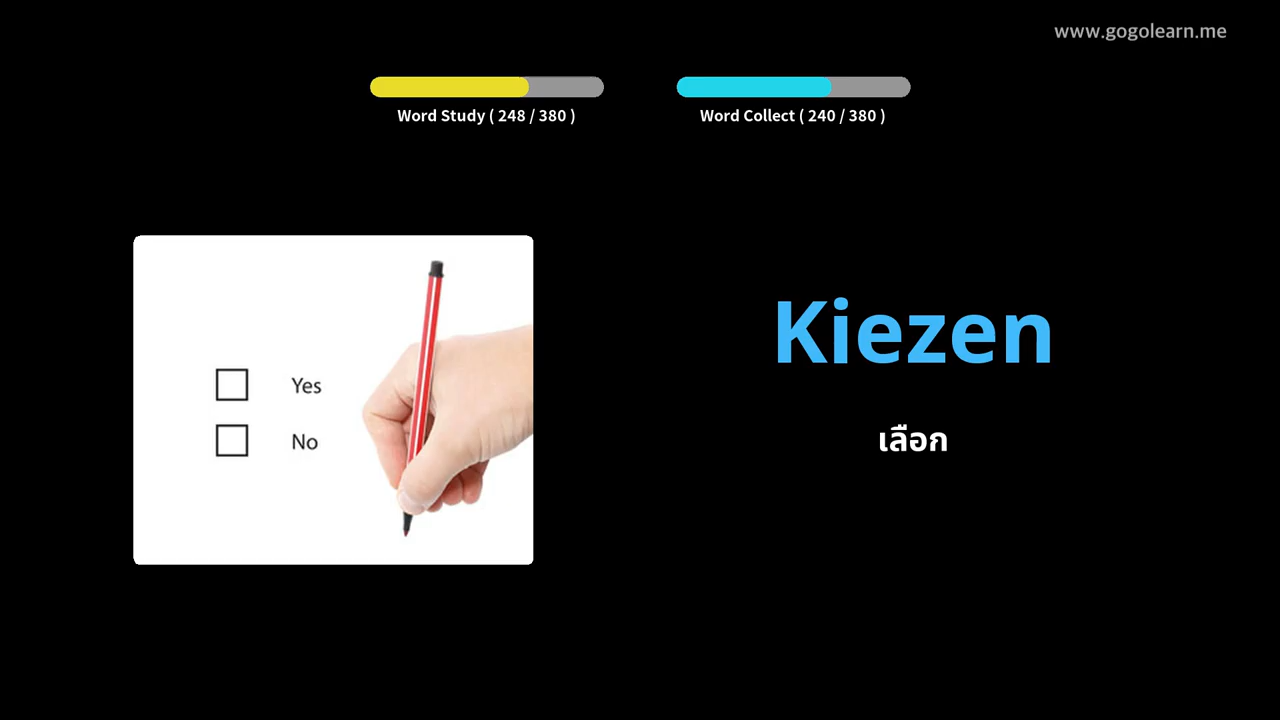 www.gogolearn.me
Word Study ( 248 / 380 )
Word Collect ( 240 / 380 )
Yes
No
Kiezen
เลือก